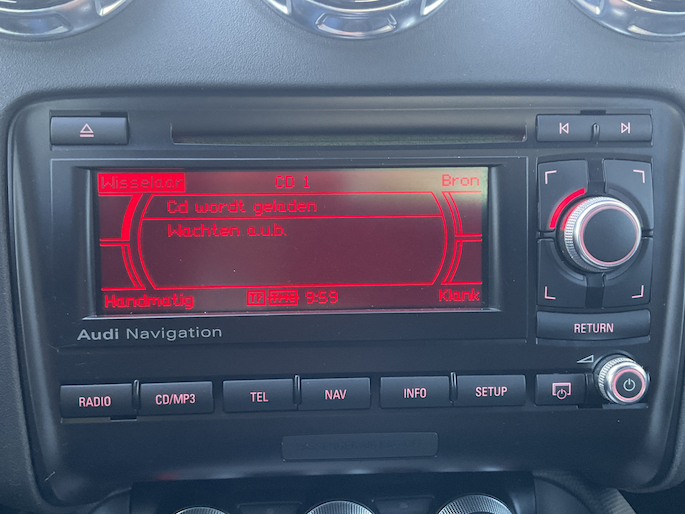 Wisselaar CD 1 Bron
Cd wordt geladen
Wachten a.u.b.
Handmatig 9:59 Klank
Audi Navigation
RETURN
RADIO CD/MP3 TEL NAV INFO SETUP